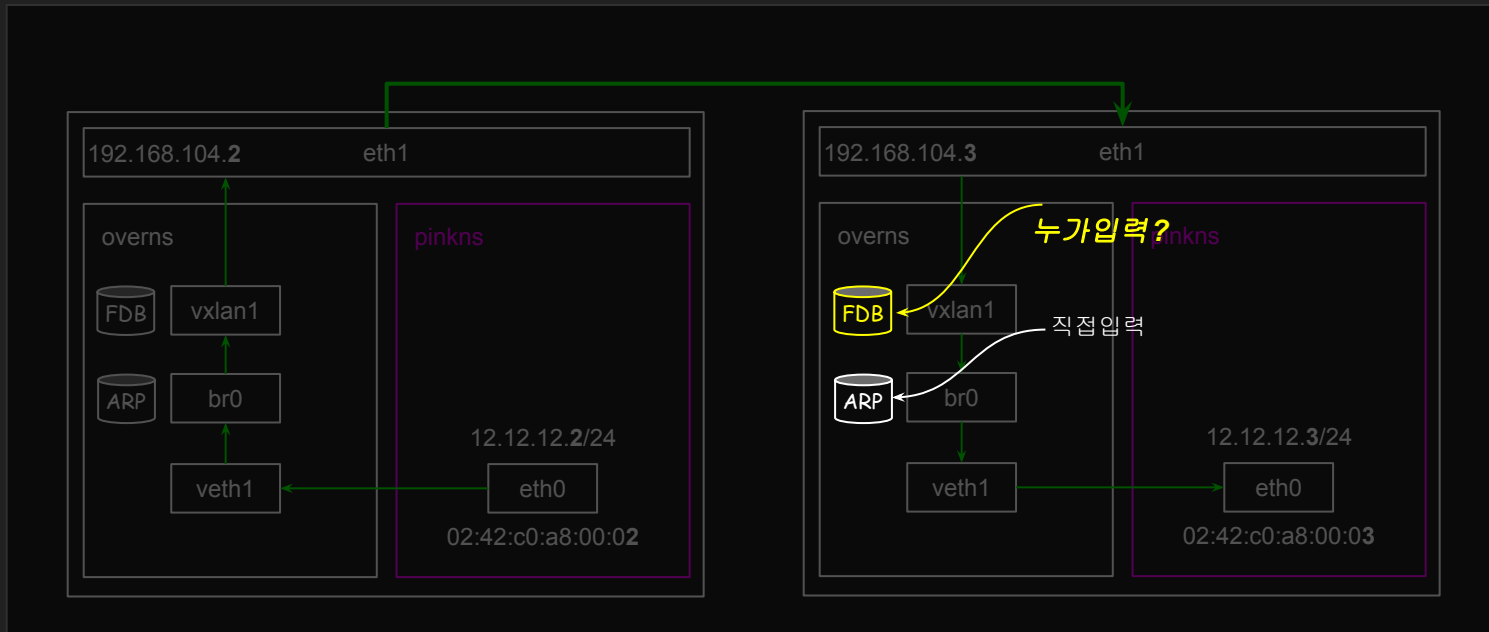 192.168.104.2
eth1
overns
pinkns
FDB
vxlan1
ARP
br0
12.12.12.2/24
veth1
eth0
02:42:c0:a8:00:02
192.168.104.3
eth1
overns
누가입력?
pinkns
FDB
vxlan1
직접입력
ARP
br0
12.12.12.3/24
veth1
eth0
02:42:c0:a8:00:03